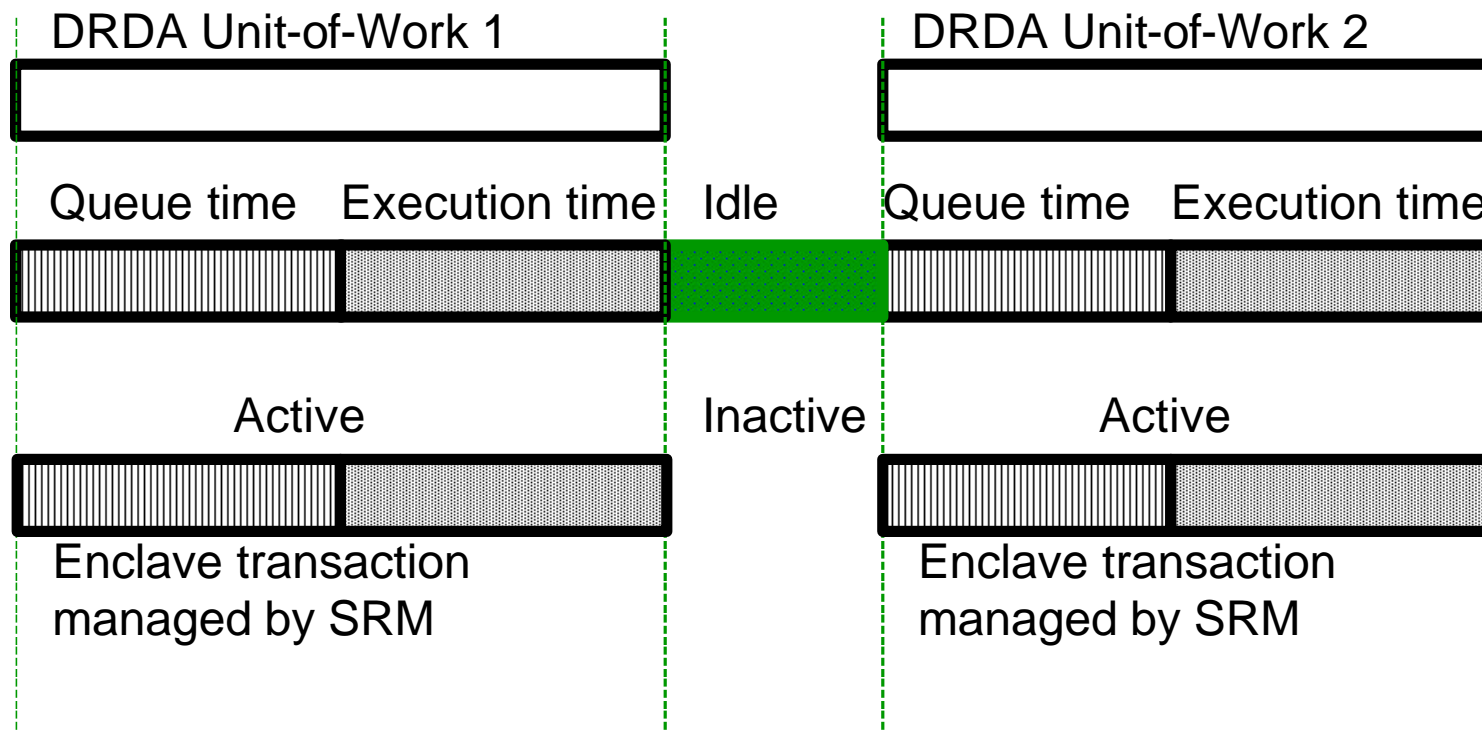 DRDA Unit-of-Work 1 DRDA Unit-of-Work 2
Queue time Execution time Idle Queue time Execution time
Active Inactive Active
Enclave transaction Enclave transaction
managed by SRM managed by SRM